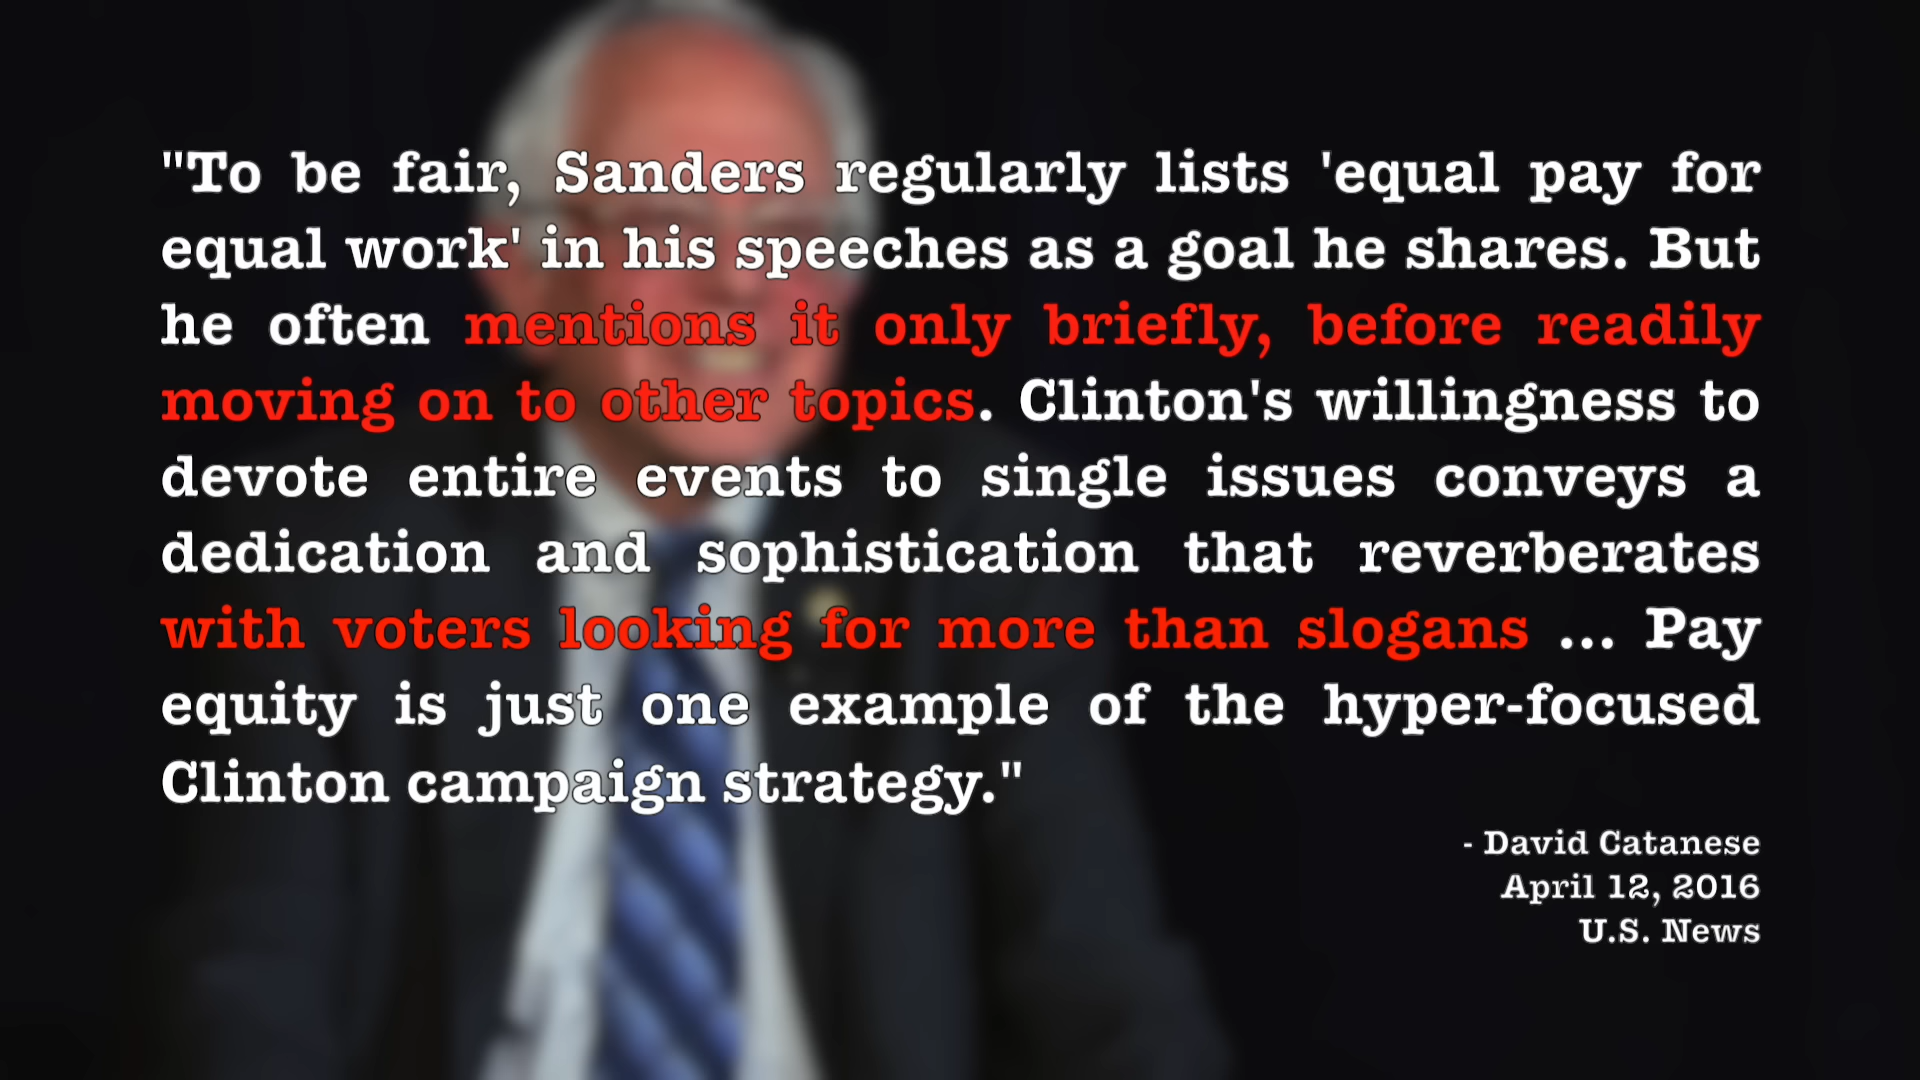 "To be fair, Sanders regularly lists 'equal pay for
equal work' in his speeches as a goal he shares. But
he often mentions it only briefly, before readily
moving on to other topics. Clinton's willingness to
devote entire events to single issues conveys a
dedication and sophistication that reverberates
with voters looking for more than slogans ... Pay
equity is just one example of the hyper-focused
Clinton campaign strategy."
- David Catanese
April 12, 2016
U.S. News